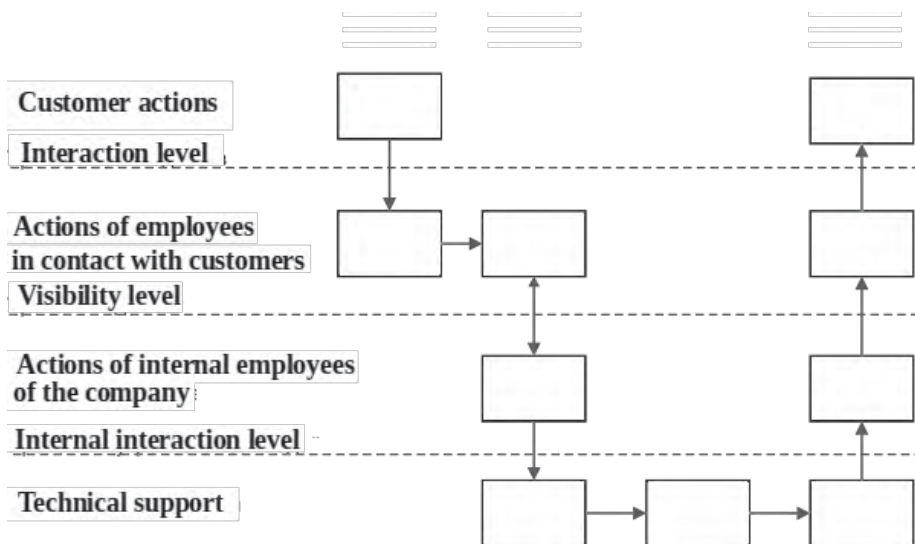 Customer actions
Interaction level
Actions of employees
in contact with customers
Visibility level
Actions of internal employees
of the company
Internal interaction level
Technical support